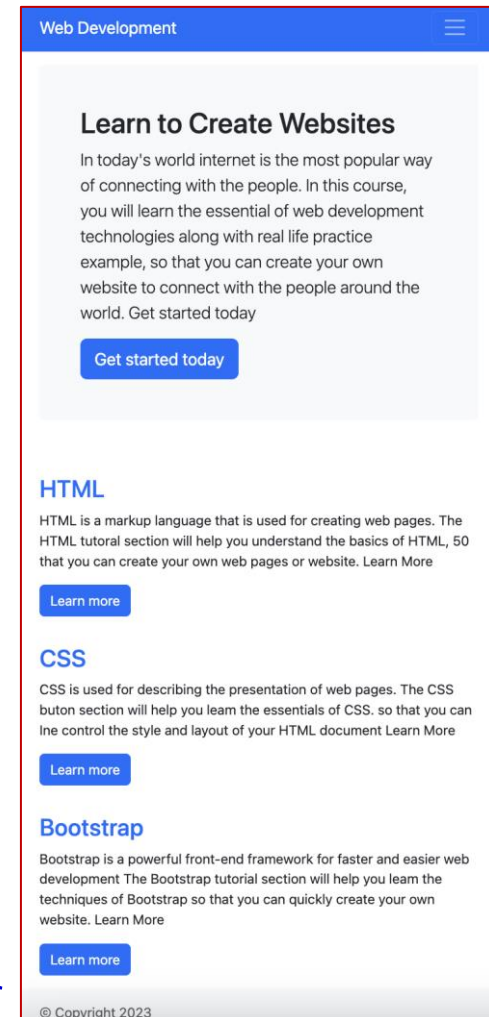 Web Development
Learn to Create Websites
In today's world internet is the most popular way
of connecting with the people. In this course,
you will learn the essential of web development
technologies along with real life practice
example, so that you can create your own
website to connect with the people around the
world. Get started today
Get started today
HTML
HTML is a markup language that is used for creating web pages. The
HTML tutoral section will help you understand the basics of HTML, 50
that you can create your own web pages or website. Learn More
Learn more
CSS
CSS is used for describing the presentation of web pages. The CSS
buton section will help you leam the essentials of CSS. so that you can
Ine control the style and layout of your HTML document Learn More
Learn more
Bootstrap
Bootstrap is a powerful front-end framework for faster and easier web
development The Bootstrap tutorial section will help you leam the
techniques of Bootstrap so that you can quickly create your own
website. Learn More
Learn more
© Copyright 2023